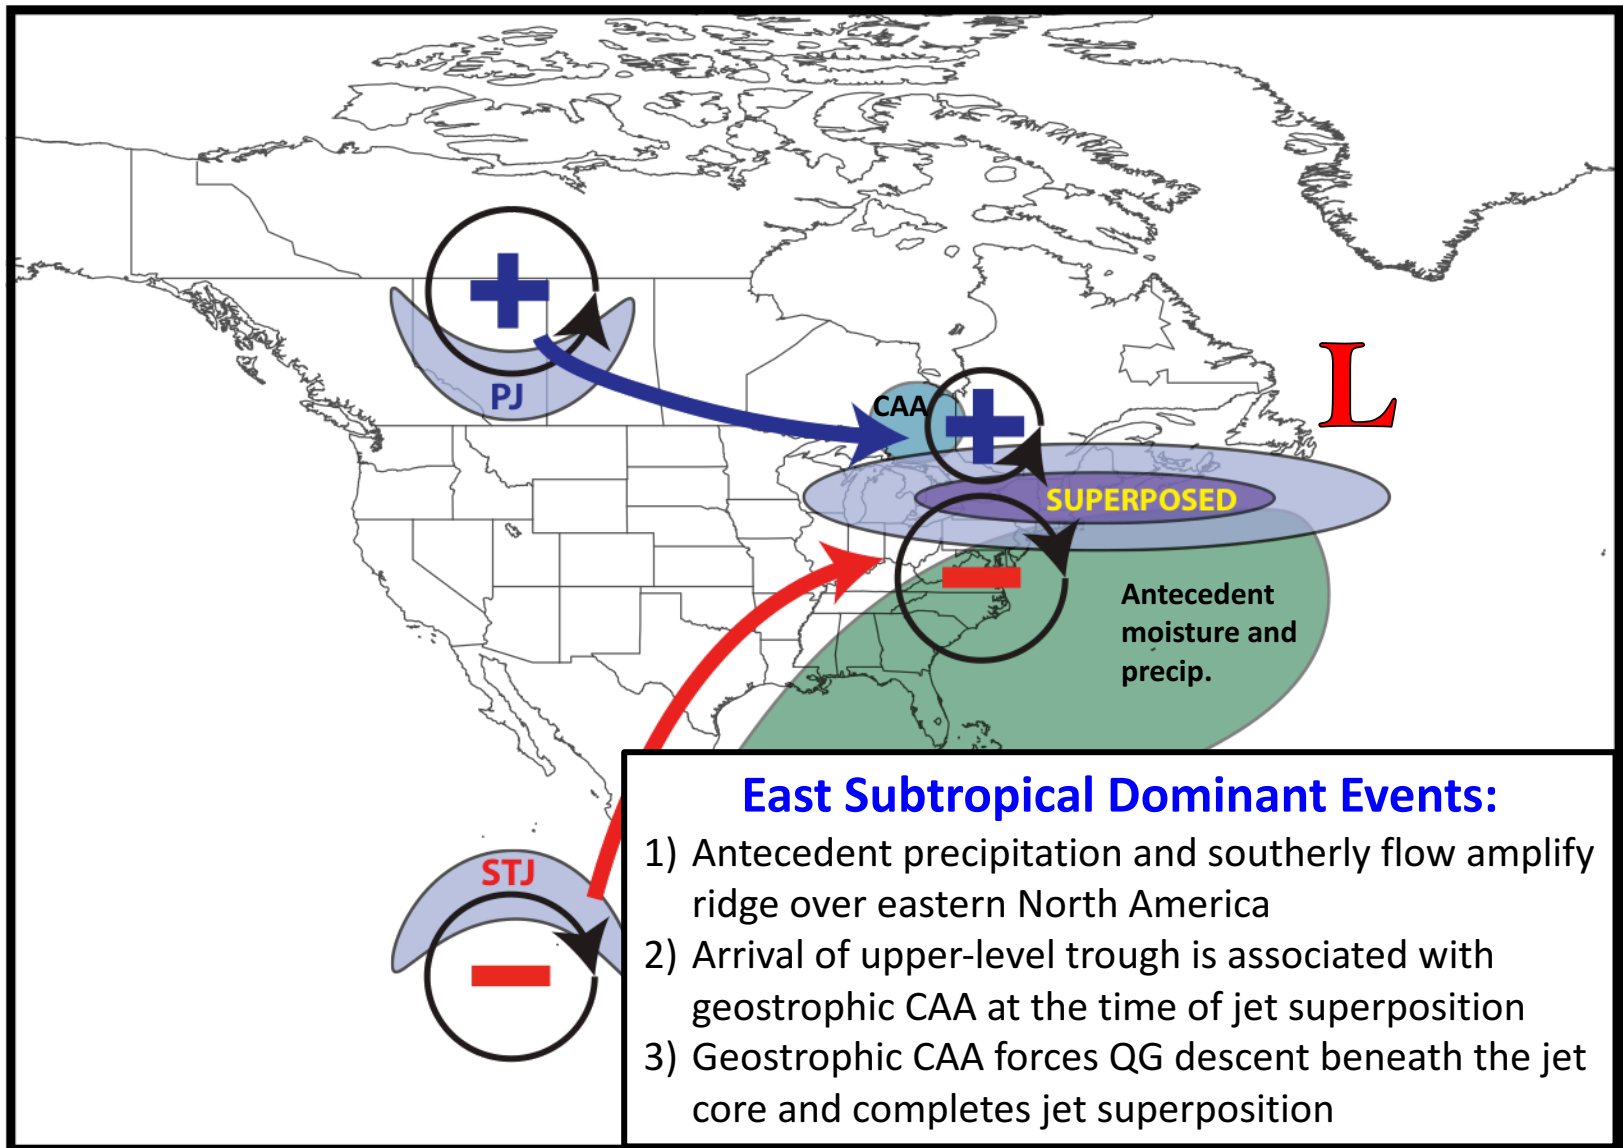 PJ
CAA
L
SUPERPOSED
Antecedent
moisture and
precip.
STJ
East Subtropical Dominant Events:
1) Antecedent precipitation and southerly flow amplify
ridge over eastern North America
2) Arrival of upper-level trough is associated with
geostrophic CAA at the time of jet superposition
3) Geostrophic CAA forces QG descent beneath the jet
core and completes jet superposition